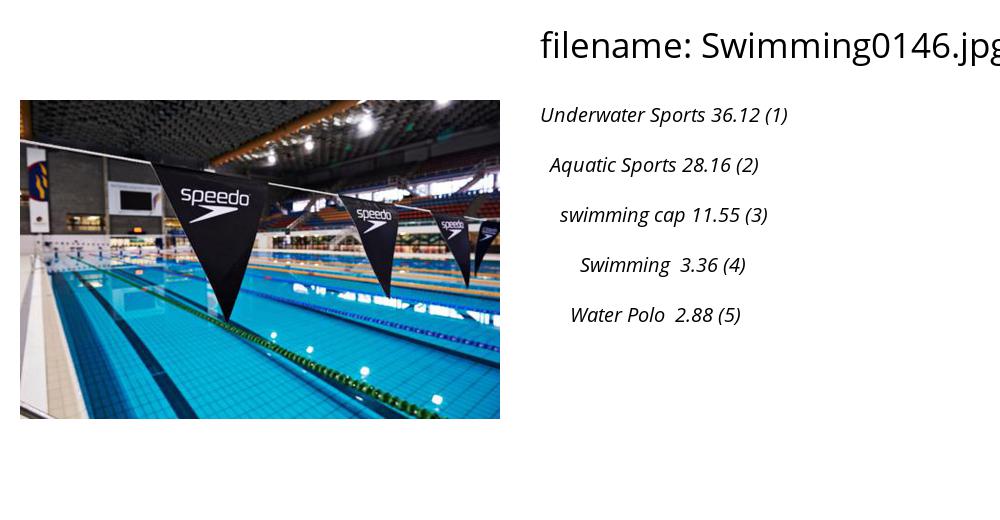 filename: Swimming0146.jpg
Underwater Sports 36.12 (1)
Aquatic Sports 28.16 (2)
swimming cap 11.55 (3)
Swimming 3.36 (4)
Water Polo 2.88 (5)
speedo
speedo
speedo